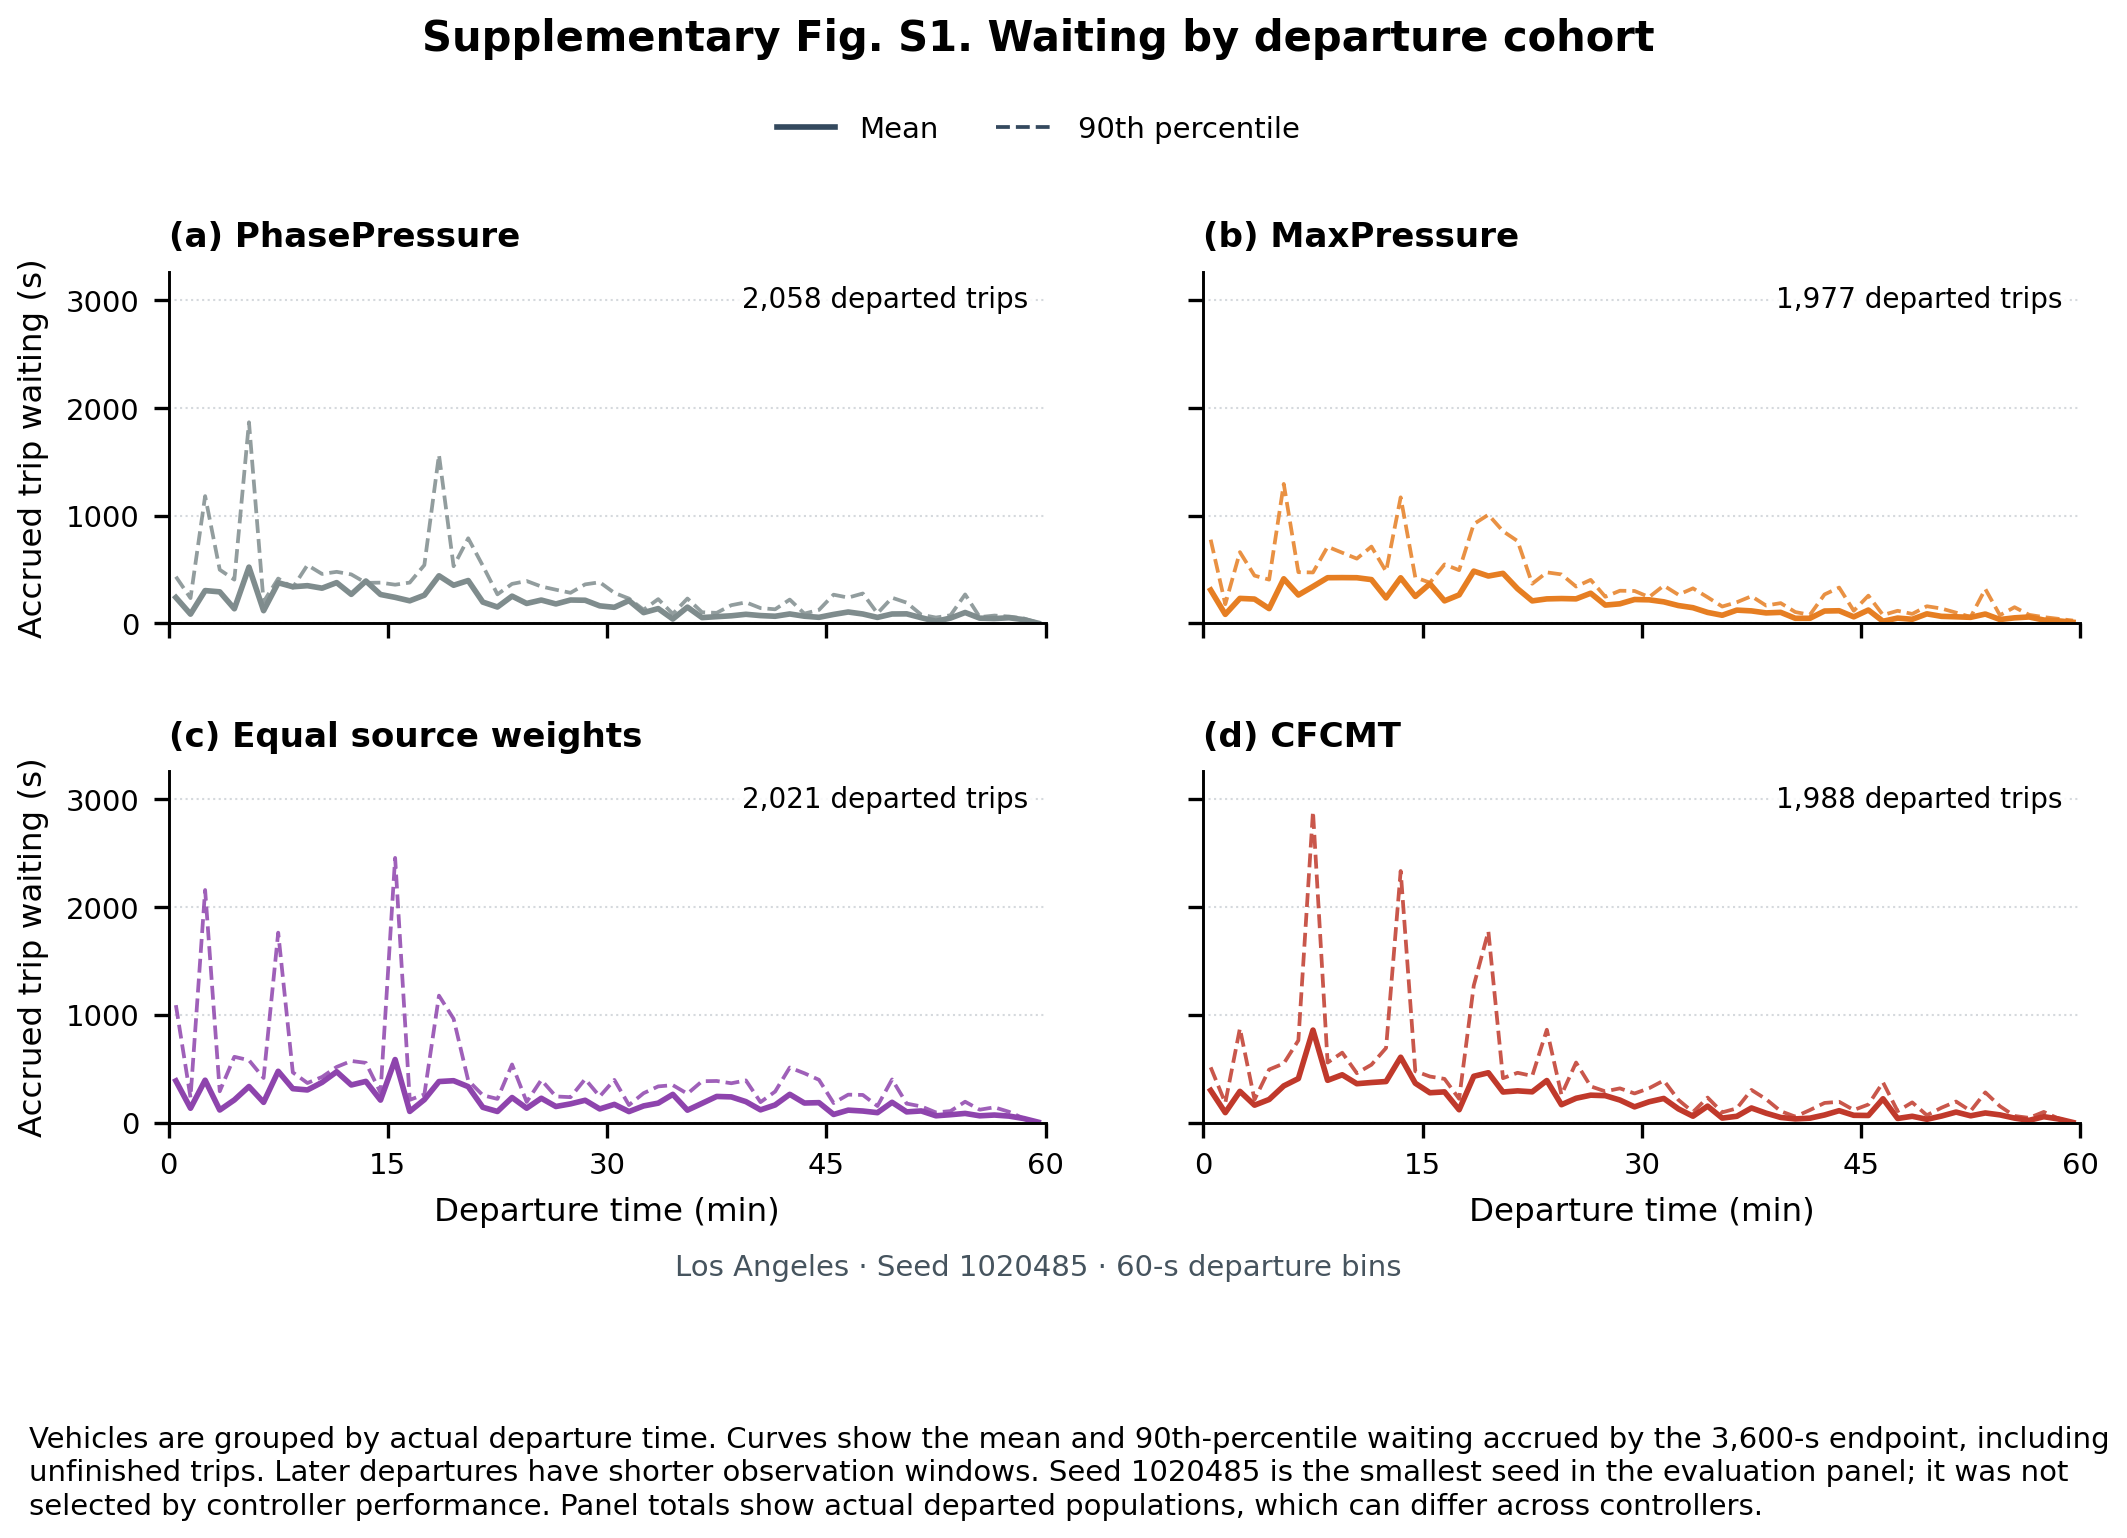 Supplementary Fig. S1. Waiting by departure cohort
Mean
90th percentile
(a) PhasePressure
Accrued trip waiting (s)
3000
2000
1000
0
2,058 departed trips
(b) MaxPressure
1,977 departed trips
(c) Equal source weights
Accrued trip waiting (s)
3000
2000
1000
0
2,021 departed trips
0 15 30 45 60
Departure time (min)
(d) CFCMT
1,988 departed trips
0 15 30 45 60
Departure time (min)
Los Angeles · Seed 1020485 · 60-s departure bins
Vehicles are grouped by actual departure time. Curves show the mean and 90th-percentile waiting accrued by the 3,600-s endpoint, including
unfinished trips. Later departures have shorter observation windows. Seed 1020485 is the smallest seed in the evaluation panel; it was not
selected by controller performance. Panel totals show actual departed populations, which can differ across controllers.